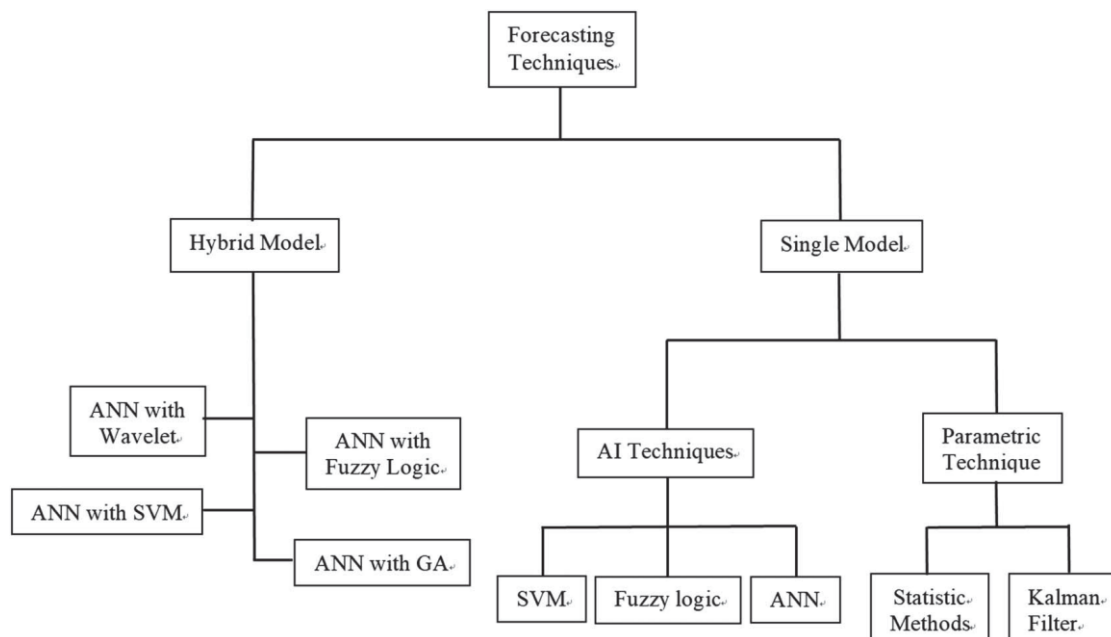 Forecasting
Techniques
Hybrid Model
Single Model
ANN with
Wavelet
ANN with
Fuzzy Logic
ANN with SVM
ANN with GA
AI Techniques
Parametric
Technique
SVM
Fuzzy logic
ANN
Statistic
Methods
Kalman
Filter